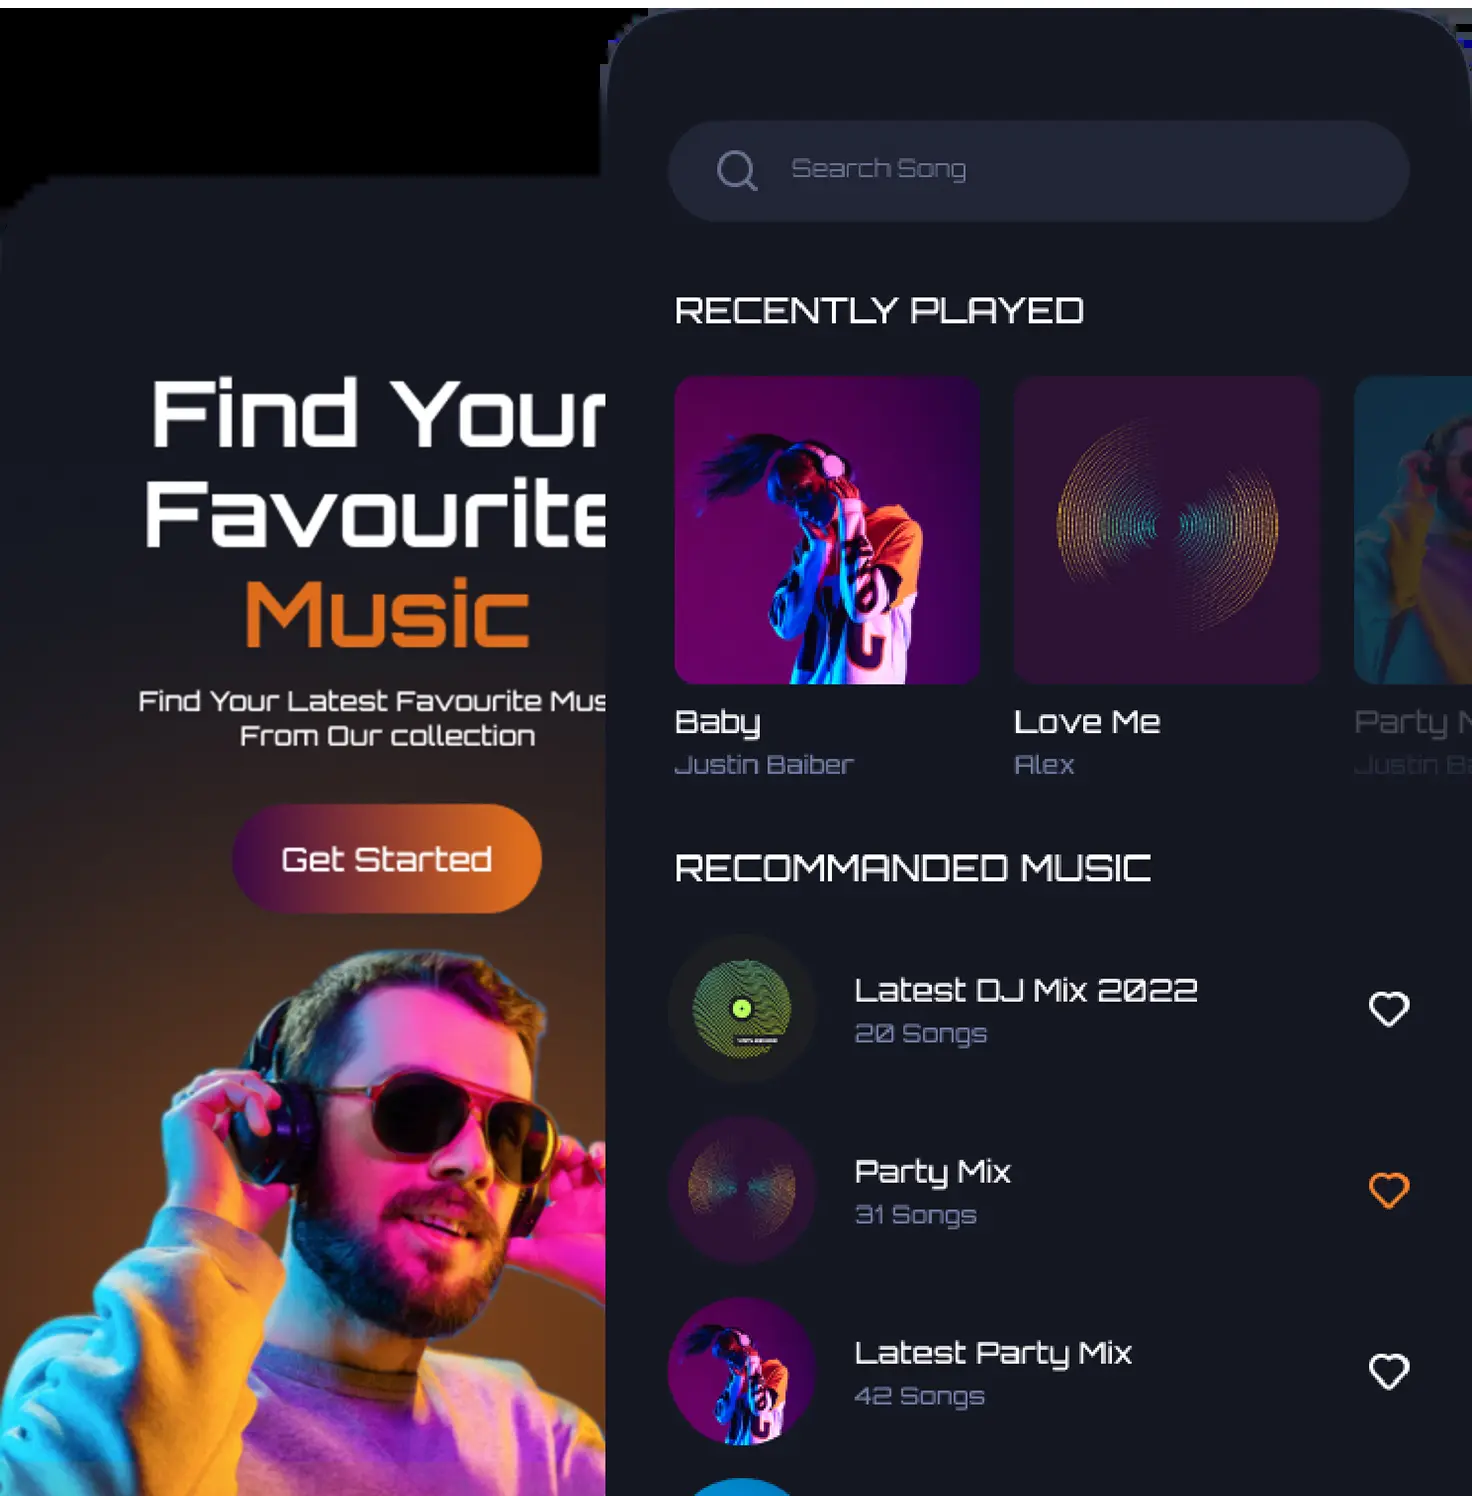 Find Your
Favourite
Music
Find Your Latest Favourite Mus
From Our collection
Get Started
Search Song
RECENTLY PLAYED
Baby
Justin Baiber
Love Me
Alex
Party
Justin Ba
RECOMMANDED MUSIC
Latest DJ Mix 2022
20 Songs
Party Mix
31 Songs
Latest Party Mix
42 Songs